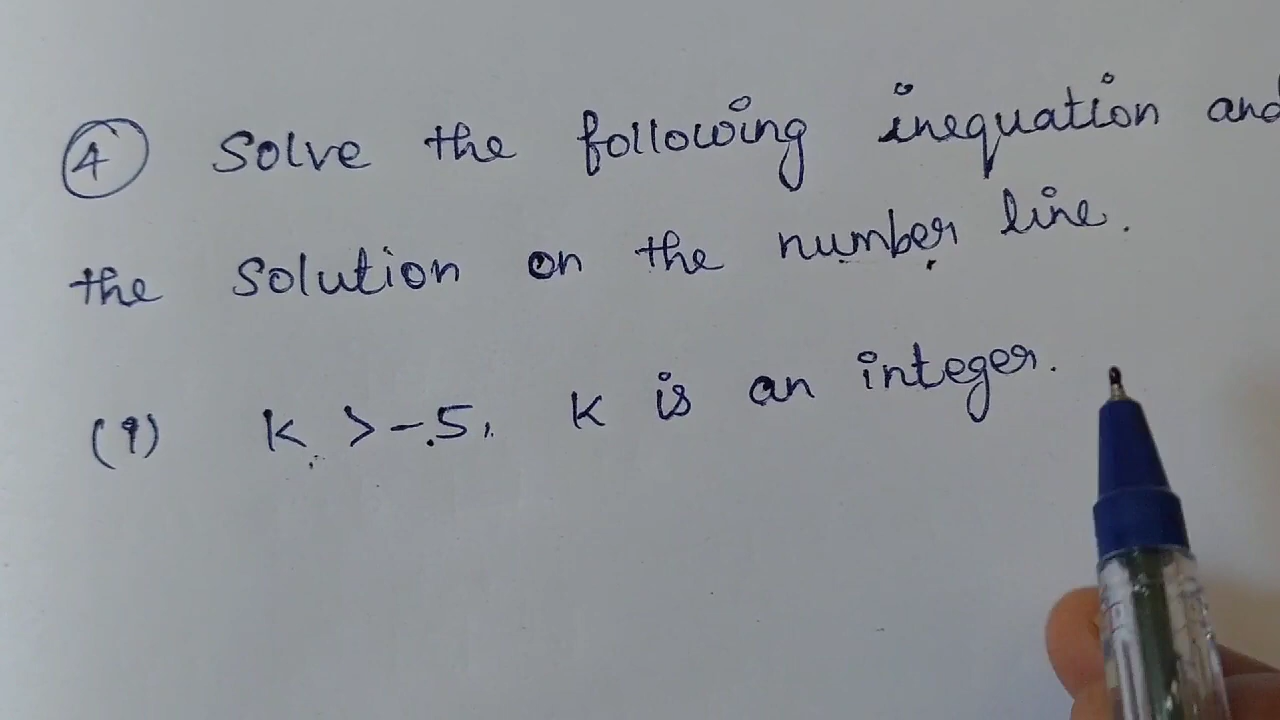 4 Solve the following inequation and
the solution on the number line.
(i) K > -5, K is an integer.